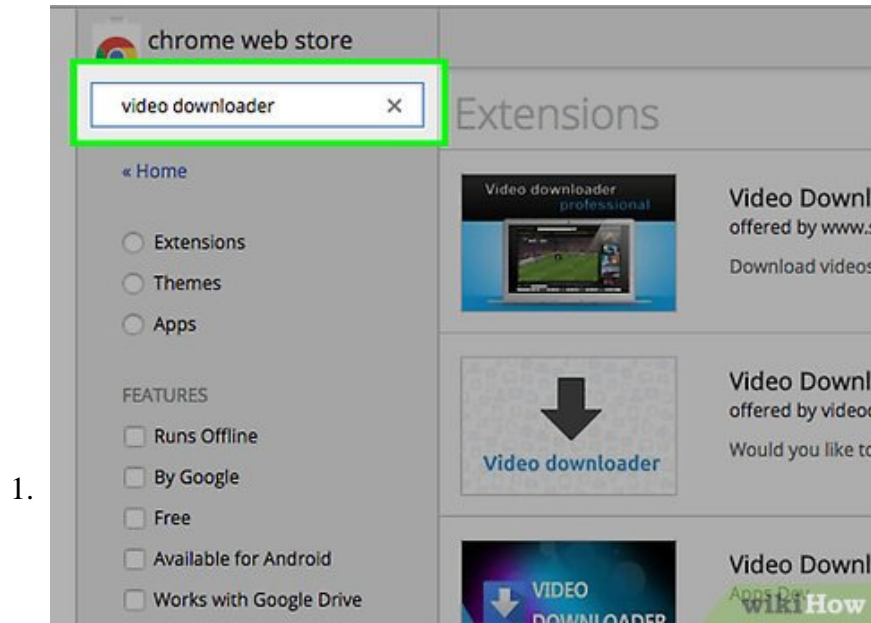 chrome web store
video downloader ×
Extensions
« Home
Extensions
Themes
Apps
FEATURES
Runs Offline
By Google
Free
Available for Android
Works with Google Drive
Video downloader
professional
Video Downl
offered by www.s
Download videos
Video downloader
Video Downl
offered by videoc
Would you like to
VIDEO
DOWNLOADER
Video Downl
Apps Dev
wikiHow
1.